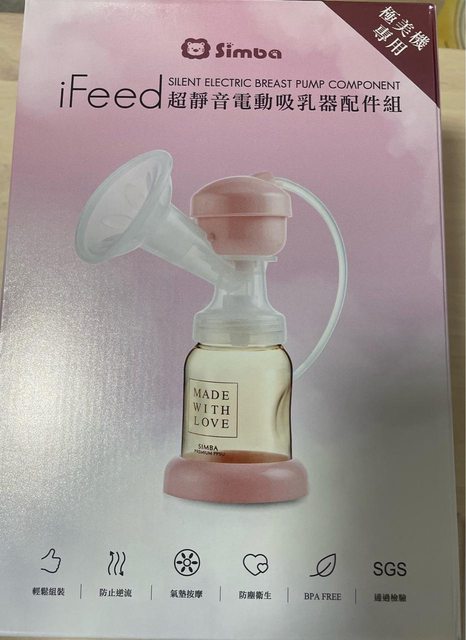 Simba
極美機
專用
iFeed
SILENT ELECTRIC BREAST PUMP COMPONENT
超靜音電動吸乳器配件組
MADE
WITH
LOVE
SIMBA
PREMIUM PPSU
輕鬆組裝
防止逆流
氣墊按摩
防塵衛生
BPA FREE
SGS
通過檢驗